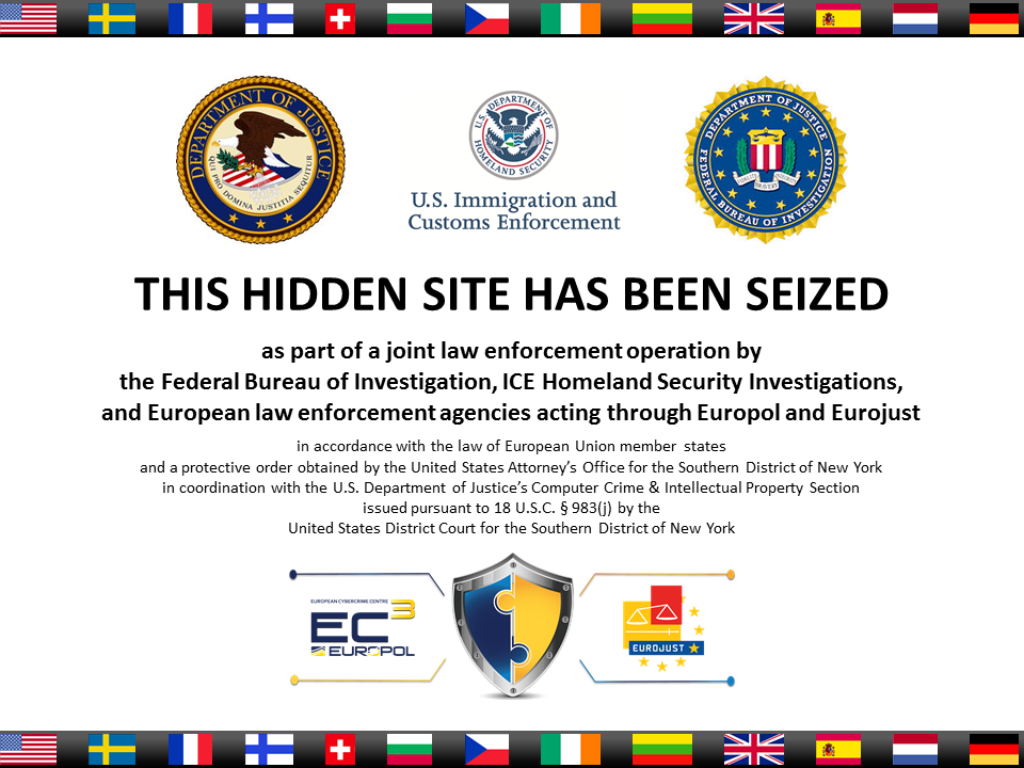 DEPARTMENT OF JUSTICE
QUI PRO DOMINA JUSTITIA SEQUITUR
U.S. DEPARTMENT OF
HOMELAND SECURITY
U.S. Immigration and
Customs Enforcement
DEPARTMENT OF JUSTICE
FEDERAL BUREAU OF INVESTIGATION
FIDELITY BRAVERY INTEGRITY
THIS HIDDEN SITE HAS BEEN SEIZED
as part of a joint law enforcement operation by
the Federal Bureau of Investigation, ICE Homeland Security Investigations,
and European law enforcement agencies acting through Europol and Eurojust
in accordance with the law of European Union member states
and a protective order obtained by the United States Attorney’s Office for the Southern District of New York
in coordination with the U.S. Department of Justice’s Computer Crime & Intellectual Property Section
issued pursuant to 18 U.S.C. § 983(j) by the
United States District Court for the Southern District of New York
EUROPEAN CYBERCRIME CENTRE
EC3
EUROPOL
EUROJUST